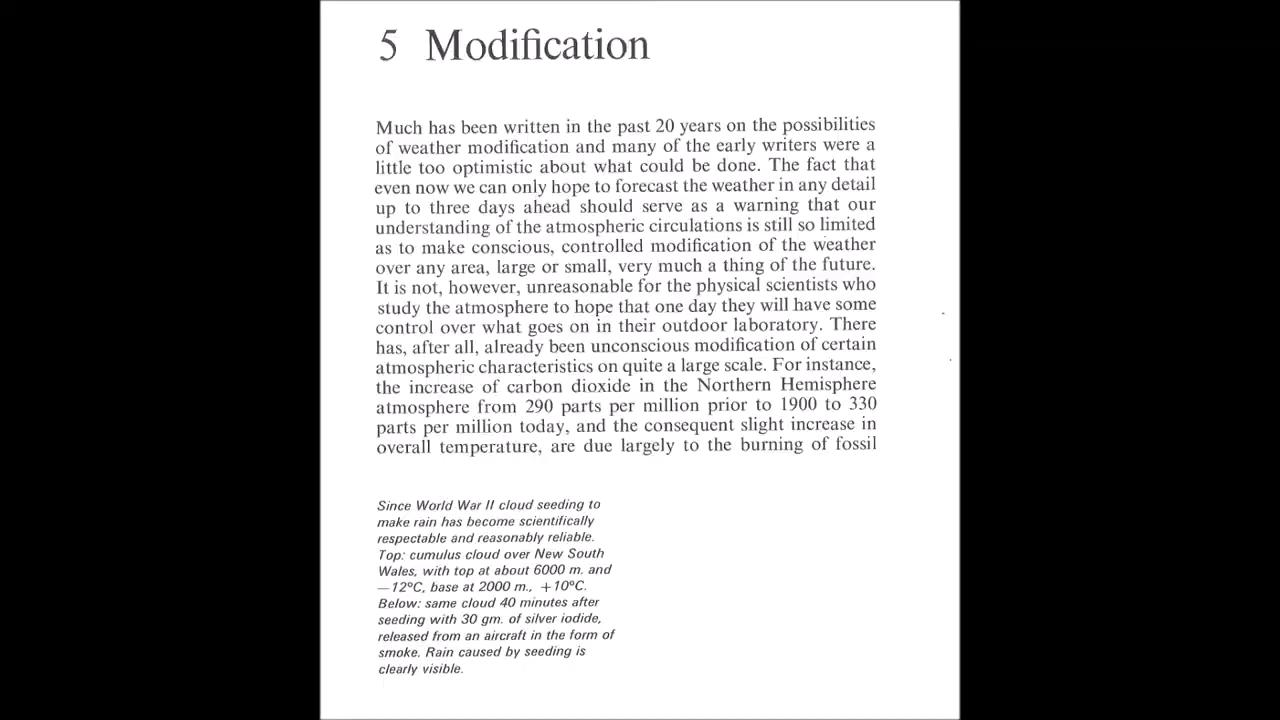 5 Modification
Much has been written in the past 20 years on the possibilities
of weather modification and many of the early writers were a
little too optimistic about what could be done. The fact that
even now we can only hope to forecast the weather in any detail
up to three days ahead should serve as a warning that our
understanding of the atmospheric circulations is still so limited
as to make conscious, controlled modification of the weather
over any area, large or small, very much a thing of the future.
It is not, however, unreasonable for the physical scientists who
study the atmosphere to hope that one day they will have some
control over what goes on in their outdoor laboratory. There
has, after all, already been unconscious modification of certain
atmospheric characteristics on quite a large scale. For instance,
the increase of carbon dioxide in the Northern Hemisphere
atmosphere from 290 parts per million prior to 1900 to 330
parts per million today, and the consequent slight increase in
overall temperature, are due largely to the burning of fossil
Since World War II cloud seeding to
make rain has become scientifically
respectable and reasonably reliable.
Top: cumulus cloud over New South
Wales, with top at about 6000 m. and
—12°C, base at 2000 m., +10°C.
Below: same cloud 40 minutes after
seeding with 30 gm. of silver iodide,
released from an aircraft in the form of
smoke. Rain caused by seeding is
clearly visible.